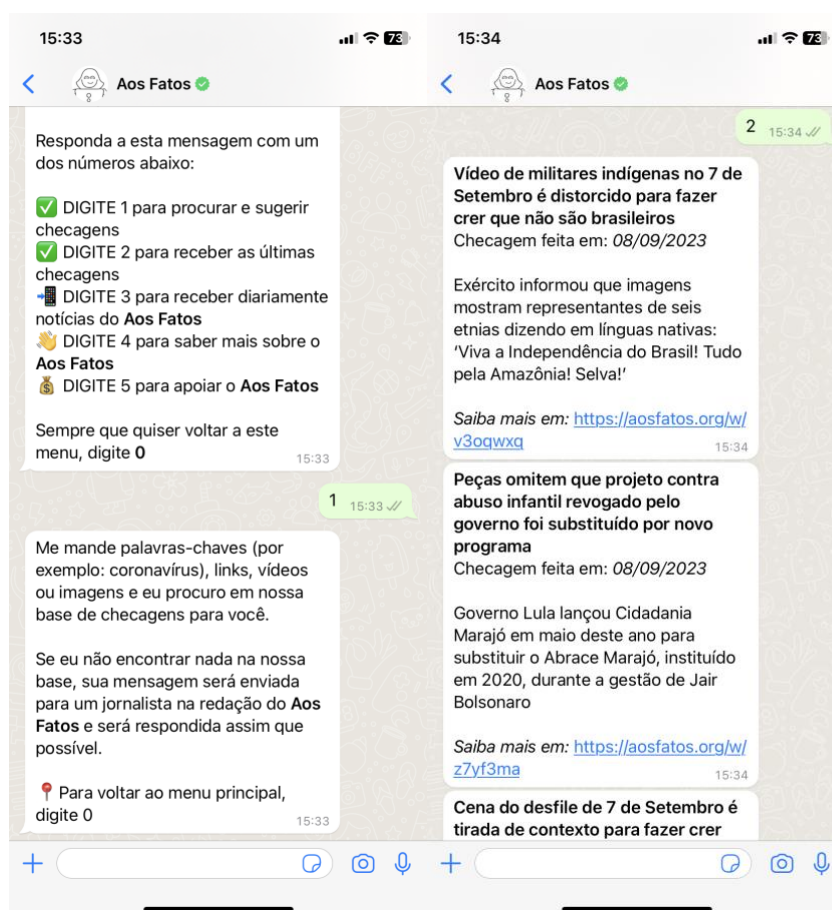 15:33
73
Aos Fatos
Responda a esta mensagem com um
dos números abaixo:
✅ DIGITE 1 para procurar e sugerir
checagens
✅ DIGITE 2 para receber as últimas
checagens
📲 DIGITE 3 para receber diariamente
notícias do Aos Fatos
👋 DIGITE 4 para saber mais sobre o
Aos Fatos
💰 DIGITE 5 para apoiar o Aos Fatos
Sempre que quiser voltar a este
menu, digite 0
15:33
1 15:33
Me mande palavras-chaves (por
exemplo: coronavírus), links, vídeos
ou imagens e eu procuro em nossa
base de checagens para você.
Se eu não encontrar nada na nossa
base, sua mensagem será enviada
para um jornalista na redação do Aos
Fatos e será respondida assim que
possível.
📍 Para voltar ao menu principal,
digite 0
15:33
15:34
73
Aos Fatos
2 15:34
Vídeo de militares indígenas no 7 de
Setembro é distorcido para fazer
crer que não são brasileiros
Checagem feita em: 08/09/2023
Exército informou que imagens
mostram representantes de seis
etnias dizendo em línguas nativas:
‘Viva a Independência do Brasil! Tudo
pela Amazônia! Selva!’
Saiba mais em: https://aosfatos.org/w/
v3oqwxq
15:34
Peças omitem que projeto contra
abuso infantil revogado pelo
governo foi substituído por novo
programa
Checagem feita em: 08/09/2023
Governo Lula lançou Cidadania
Marajó em maio deste ano para
substituir o Abrace Marajó, instituído
em 2020, durante a gestão de Jair
Bolsonaro
Saiba mais em: https://aosfatos.org/w/
z7yf3ma
15:34
Cena do desfile de 7 de Setembro é
tirada de contexto para fazer crer